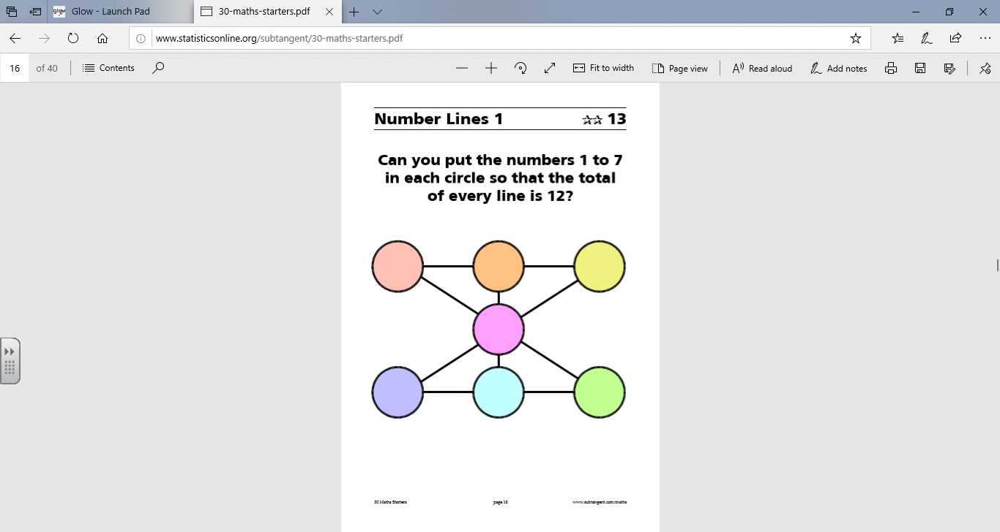 glow Glow - Launch Pad 30-maths-starters.pdf
www.statisticsonline.org/subtangent/30-maths-starters.pdf
16 of 40 Contents Fit to width Page view Read aloud Add notes
Number Lines 1 ☆☆ 13
Can you put the numbers 1 to 7
in each circle so that the total
of every line is 12?
30 Maths Starters page 16 www.subtangent.com/maths